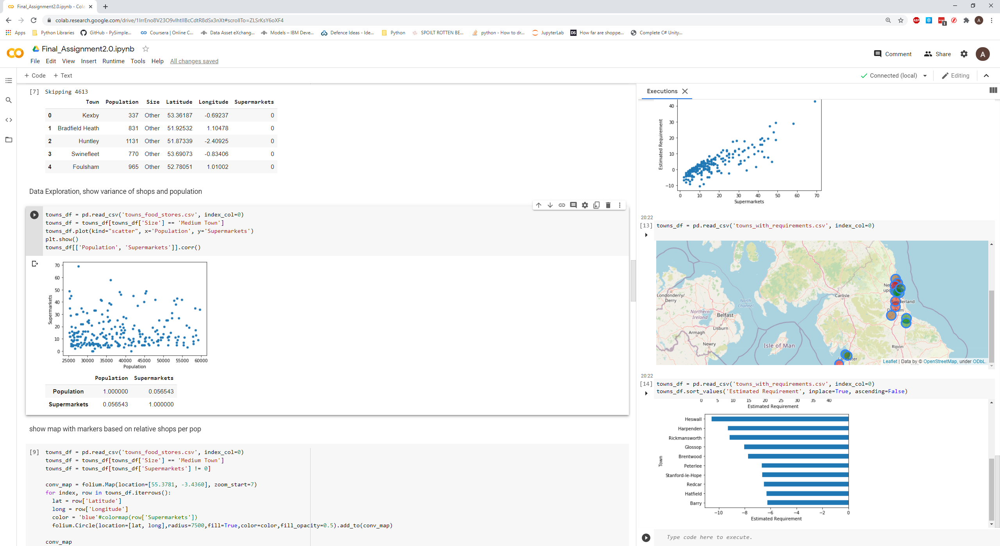 Final_Assignment2.0.ipynb - Cola
colab.research.google.com/drive/1IrrEno8V23O9vlhtIIBcCdtR8dSx3nXt#scrollTo=ZLSrKsY6oXF4
ABP
1
A
Apps
Python Libraries
GitHub - PySimple...
Coursera | Online C...
Data Asset eXchang...
Models – IBM Deve...
Defence Ideas - Ide...
Python
SPOILT ROTTEN BE...
python - How to dr...
JupyterLab
DS
How far are shoppe...
Complete C# Unity...
Final_Assignment2.0.ipynb
Comment
Share
A
File Edit View Insert Runtime Tools Help All changes saved
+ Code + Text
Connected (local)
Editing
[7] Skipping 4613
Town Population Size Latitude Longitude Supermarkets
0 Kexby 337 Other 53.36187 -0.69237 0
1 Bradfield Heath 831 Other 51.92532 1.10478 0
2 Huntley 1131 Other 51.87339 -2.40925 0
3 Swinefleet 770 Other 53.69073 -0.83406 0
4 Foulsham 965 Other 52.78051 1.01002 0
Data Exploration, show variance of shops and population
towns_df = pd.read_csv('towns_food_stores.csv', index_col=0)
towns_df = towns_df[towns_df['Size'] == 'Medium Town']
towns_df.plot(kind="scatter", x='Population', y='Supermarkets')
plt.show()
towns_df[['Population', 'Supermarkets']].corr()
70
60
50
40
30
20
10
0
Supermarkets
25000 30000 35000 40000 45000 50000 55000 60000
Population
Population Supermarkets
Population 1.000000 0.056543
Supermarkets 0.056543 1.000000
show map with markers based on relative shops per pop
[9] towns_df = pd.read_csv('towns_food_stores.csv', index_col=0)
towns_df = towns_df[towns_df['Size'] == 'Medium Town']
towns_df = towns_df[towns_df['Supermarkets'] != 0]
conv_map = folium.Map(location=[55.3781, -3.4360], zoom_start=7)
for index, row in towns_df.iterrows():
lat = row['Latitude']
long = row['Longitude']
color = 'blue'#colormap(row['Supermarkets'])
folium.Circle(location=[lat, long],radius=7500,fill=True,color=color,fill_opacity=0.5).add_to(conv_map)
conv_map
Executions
40
30
20
10
0
−10
Estimated Requirement
0 10 20 30 40 50 60 70
Supermarkets
20:22
[13] towns_df = pd.read_csv('towns_with_requirements.csv', index_col=0)
Londonderry/
Derry
North
Channel
Northern
Ireland
Belfast
Lisburn
Armagh
Newry
Isle of Man
Carlisle
Ripon
Leaflet | Data by © OpenStreetMap, under ODbL.
20:22
[14] towns_df = pd.read_csv('towns_with_requirements.csv', index_col=0)
towns_df.sort_values('Estimated Requirement', inplace=True, ascending=False)
0 5 10 15 20 25 30 35 40
Estimated Requirement
Heswall
Harpenden
Rickmansworth
Glossop
Brentwood
Peterlee
Stanford-le-Hope
Redcar
Hatfield
Barry
Town
−10 −8 −6 −4 −2 0
Estimated Requirement
Type code here to execute.